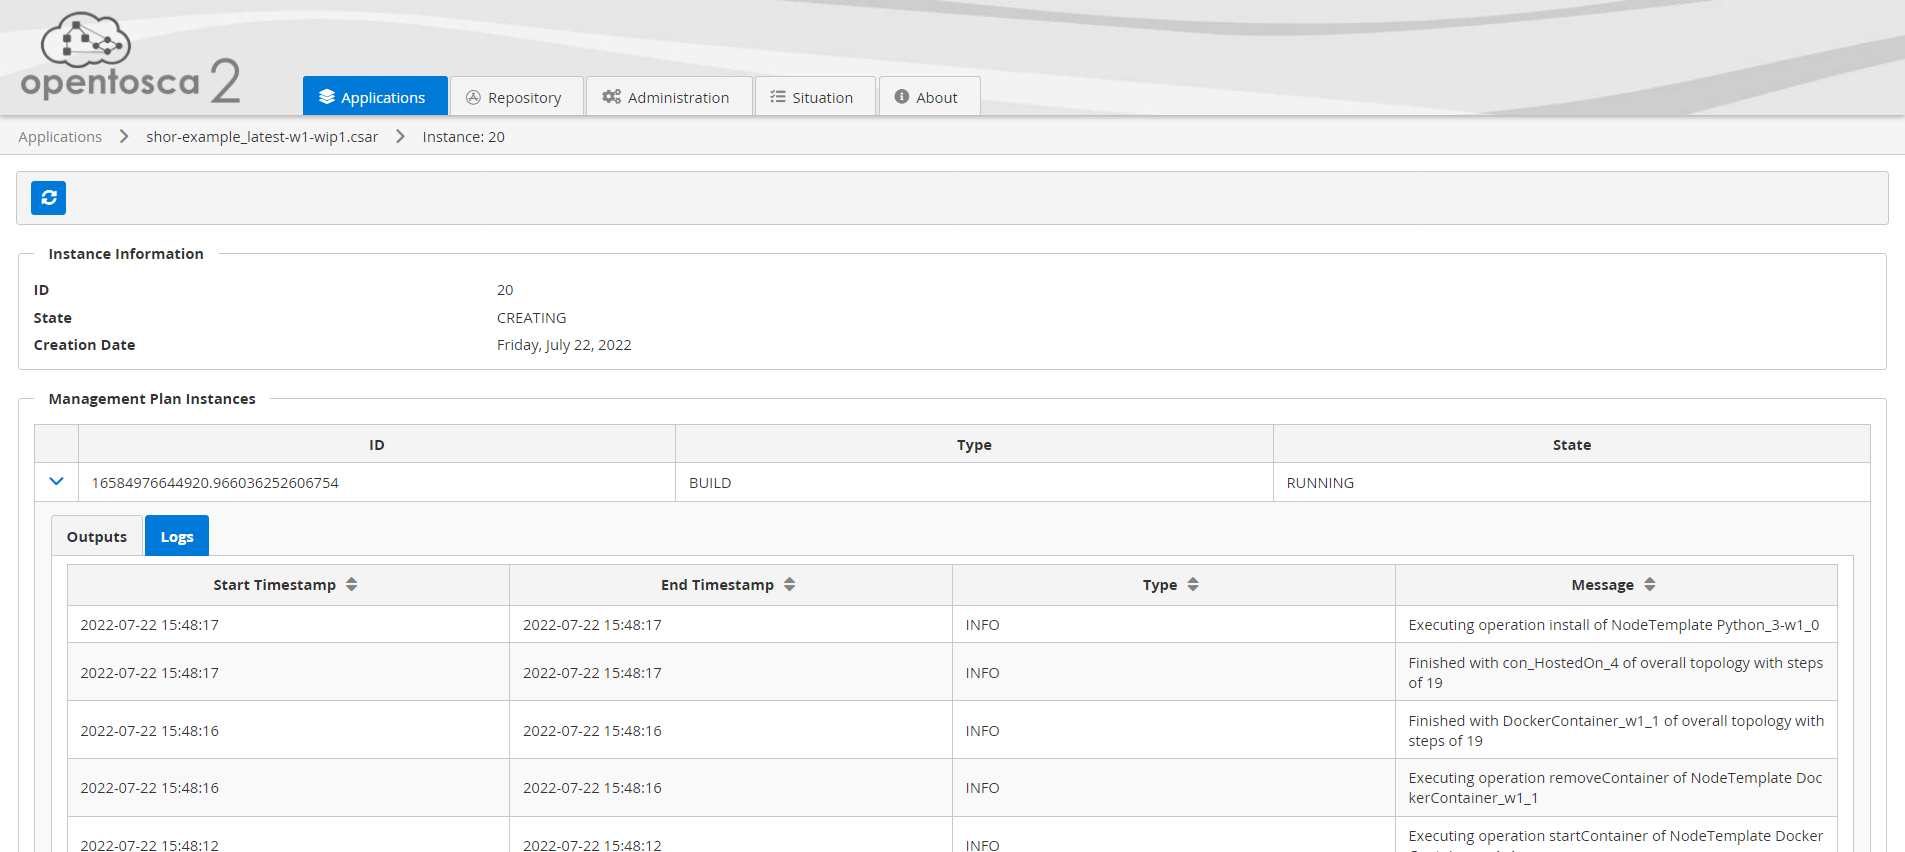 opentosca 2
Applications
Repository
Administration
Situation
About
Applications
shor-example_latest-w1-wip1.csar
Instance: 20
Instance Information
ID
20
State
CREATING
Creation Date
Friday, July 22, 2022
Management Plan Instances
ID
Type
State
16584976644920.966036252606754
BUILD
RUNNING
Outputs
Logs
Start Timestamp
End Timestamp
Type
Message
2022-07-22 15:48:17
2022-07-22 15:48:17
INFO
Executing operation install of NodeTemplate Python_3-w1_0
2022-07-22 15:48:17
2022-07-22 15:48:17
INFO
Finished with con_HostedOn_4 of overall topology with steps
of 19
2022-07-22 15:48:16
2022-07-22 15:48:16
INFO
Finished with DockerContainer_w1_1 of overall topology with
steps of 19
2022-07-22 15:48:16
2022-07-22 15:48:16
INFO
Executing operation removeContainer of NodeTemplate Doc
kerContainer_w1_1
2022-07-22 15:48:12
2022-07-22 15:48:12
INFO
Executing operation startContainer of NodeTemplate Docker